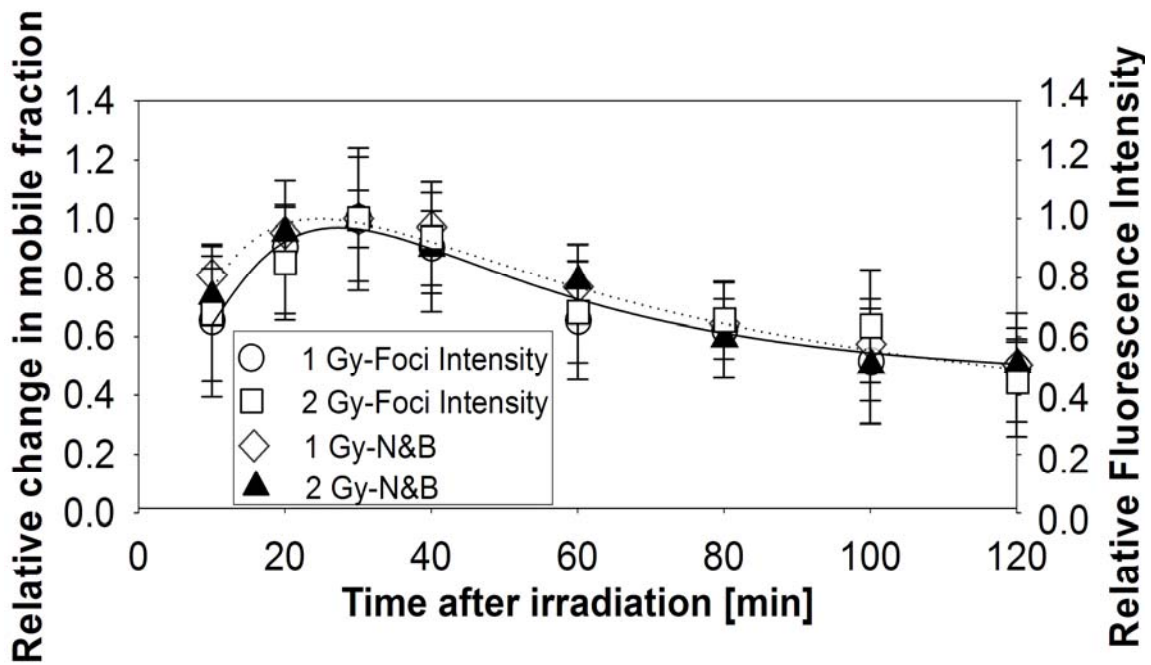 Relative change in mobile fraction
1.4
1.2
1.0
0.8
0.6
0.4
0.2
0.0
1 Gy-Foci Intensity
2 Gy-Foci Intensity
1 Gy-N&B
2 Gy-N&B
1.4
1.2
1.0
0.8
0.6
0.4
0.2
0.0
Relative Fluorescence Intensity
0 20 40 60 80 100 120
Time after irradiation [min]